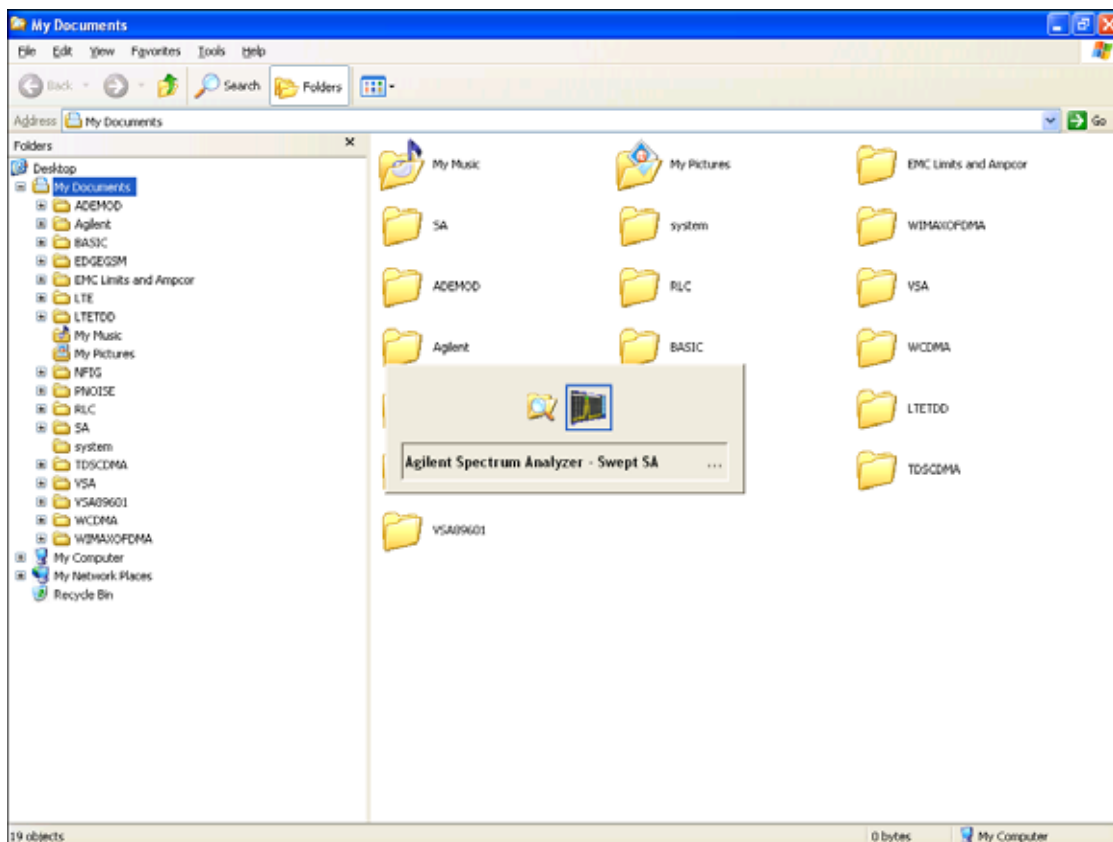 My Documents
File Edit View Favorites Tools Help
Back Search Folders
Address My Documents Go
Folders
Desktop
My Documents
ADEMOD
Agilent
BASIC
EDGEGSM
EMC Limits and Ampcor
LTE
LTETDD
My Music
My Pictures
NFIG
PNOISE
RLC
SA
system
TDSCDMA
VSA
VSA89601
WCDMA
WIMAXOFDMA
My Computer
My Network Places
Recycle Bin
My Music My Pictures EMC Limits and Ampcor
SA system WIMAXOFDMA
ADEMOD RLC VSA
Agilent BASIC WCDMA
LTETDD
TDSCDMA
VSA89601
Agilent Spectrum Analyzer - Swept SA ...
19 objects 0 bytes My Computer